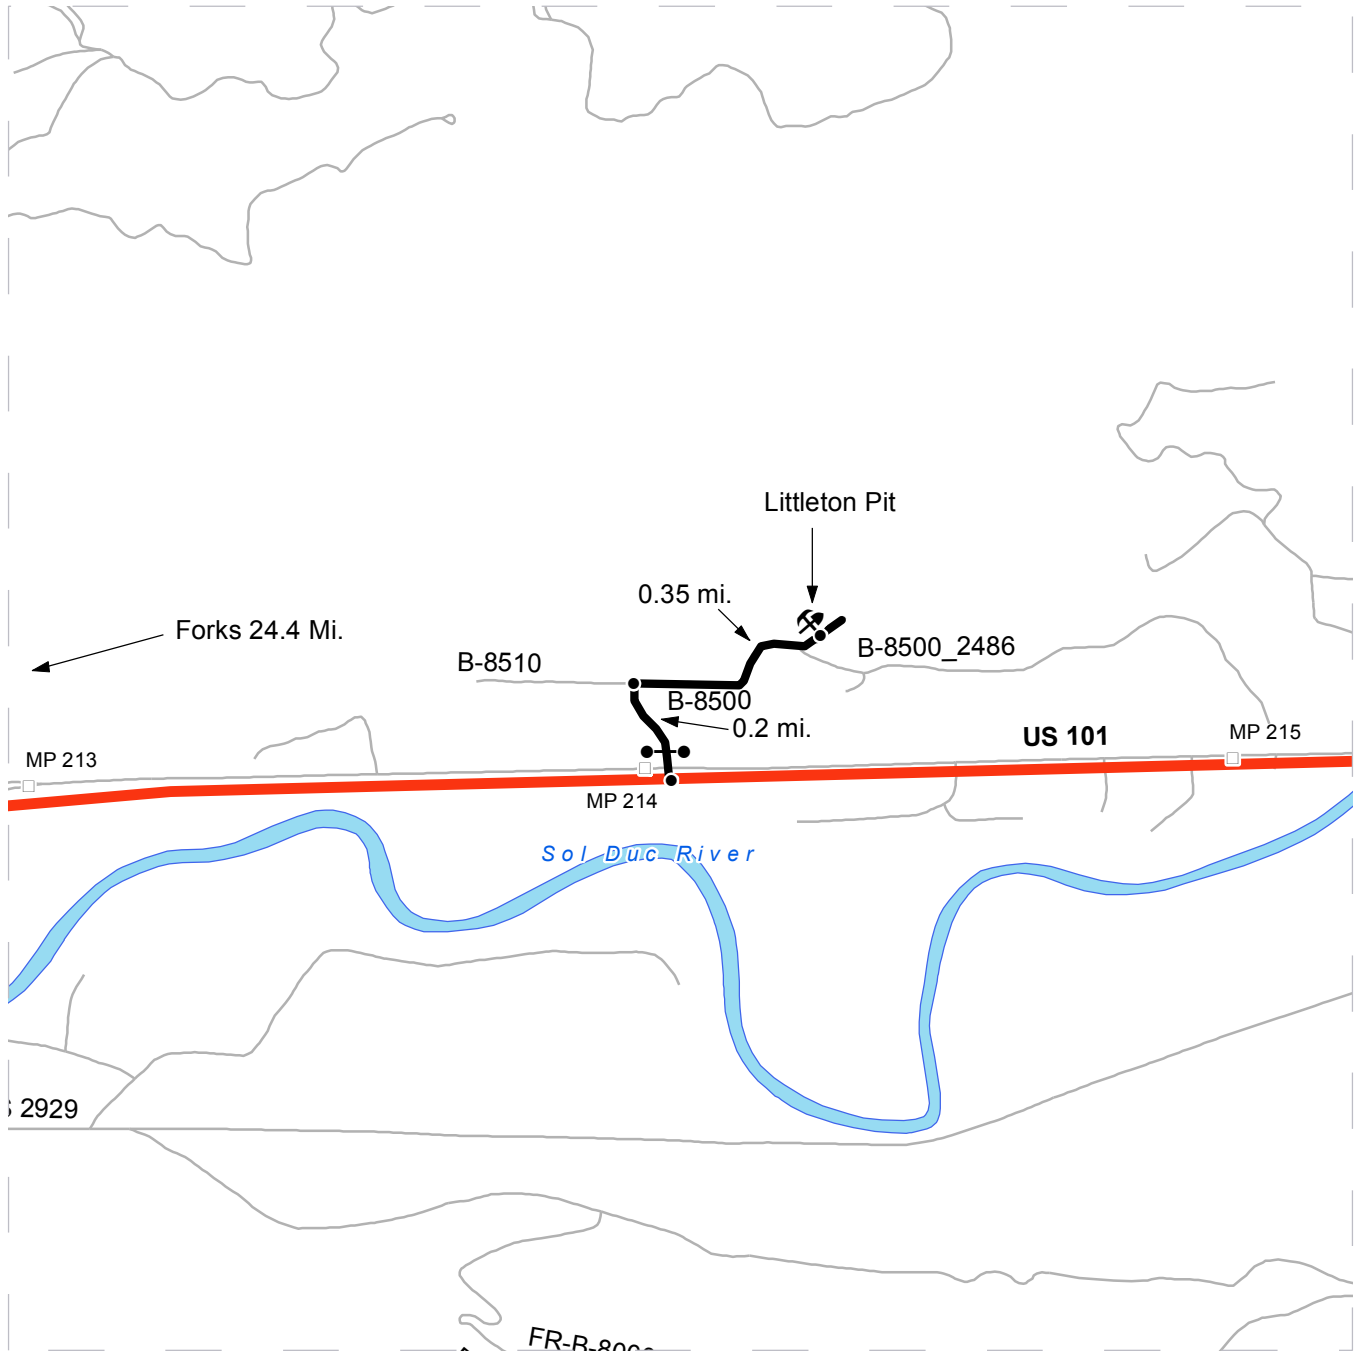 Littleton Pit
0.35 mi.
Forks 24.4 Mi.
B-8500_2486
B-8510
B-8500
0.2 mi.
US 101
MP 215
MP 213
MP 214
Sol Duc River
2929